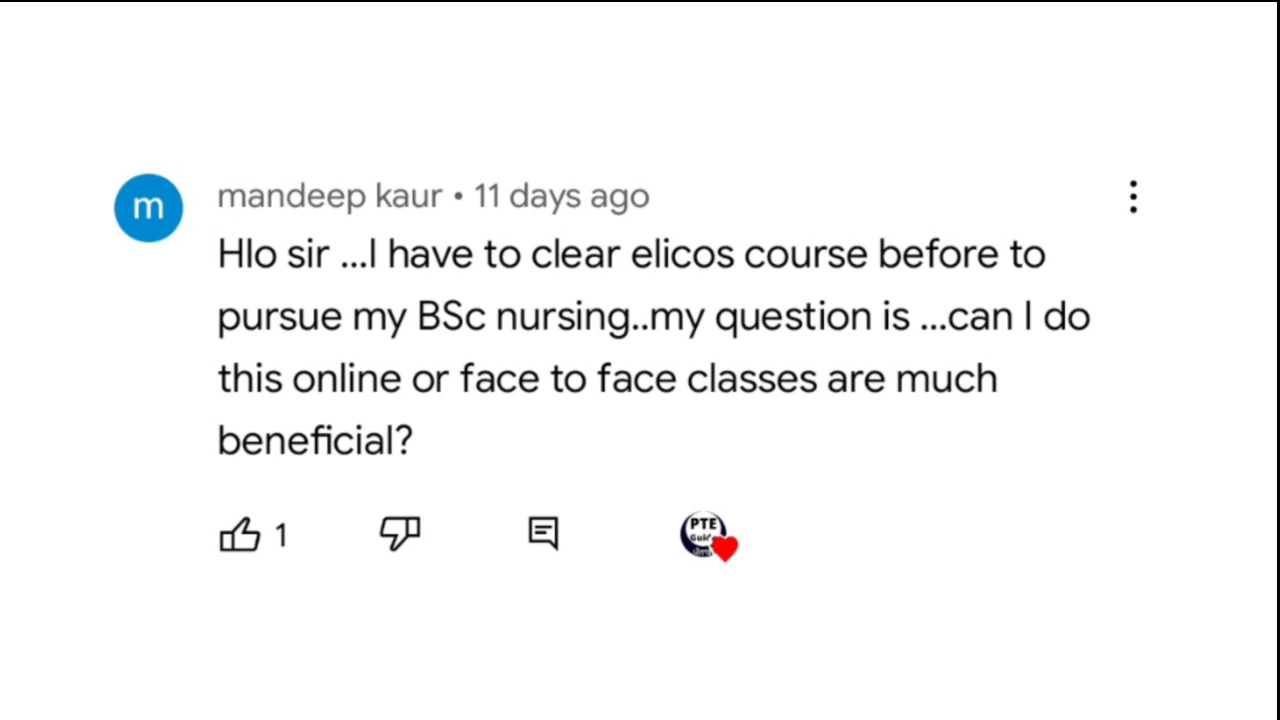 m
mandeep kaur • 11 days ago
Hlo sir ...I have to clear elicos course before to
pursue my BSc nursing..my question is ...can I do
this online or face to face classes are much
beneficial?
1
PTE